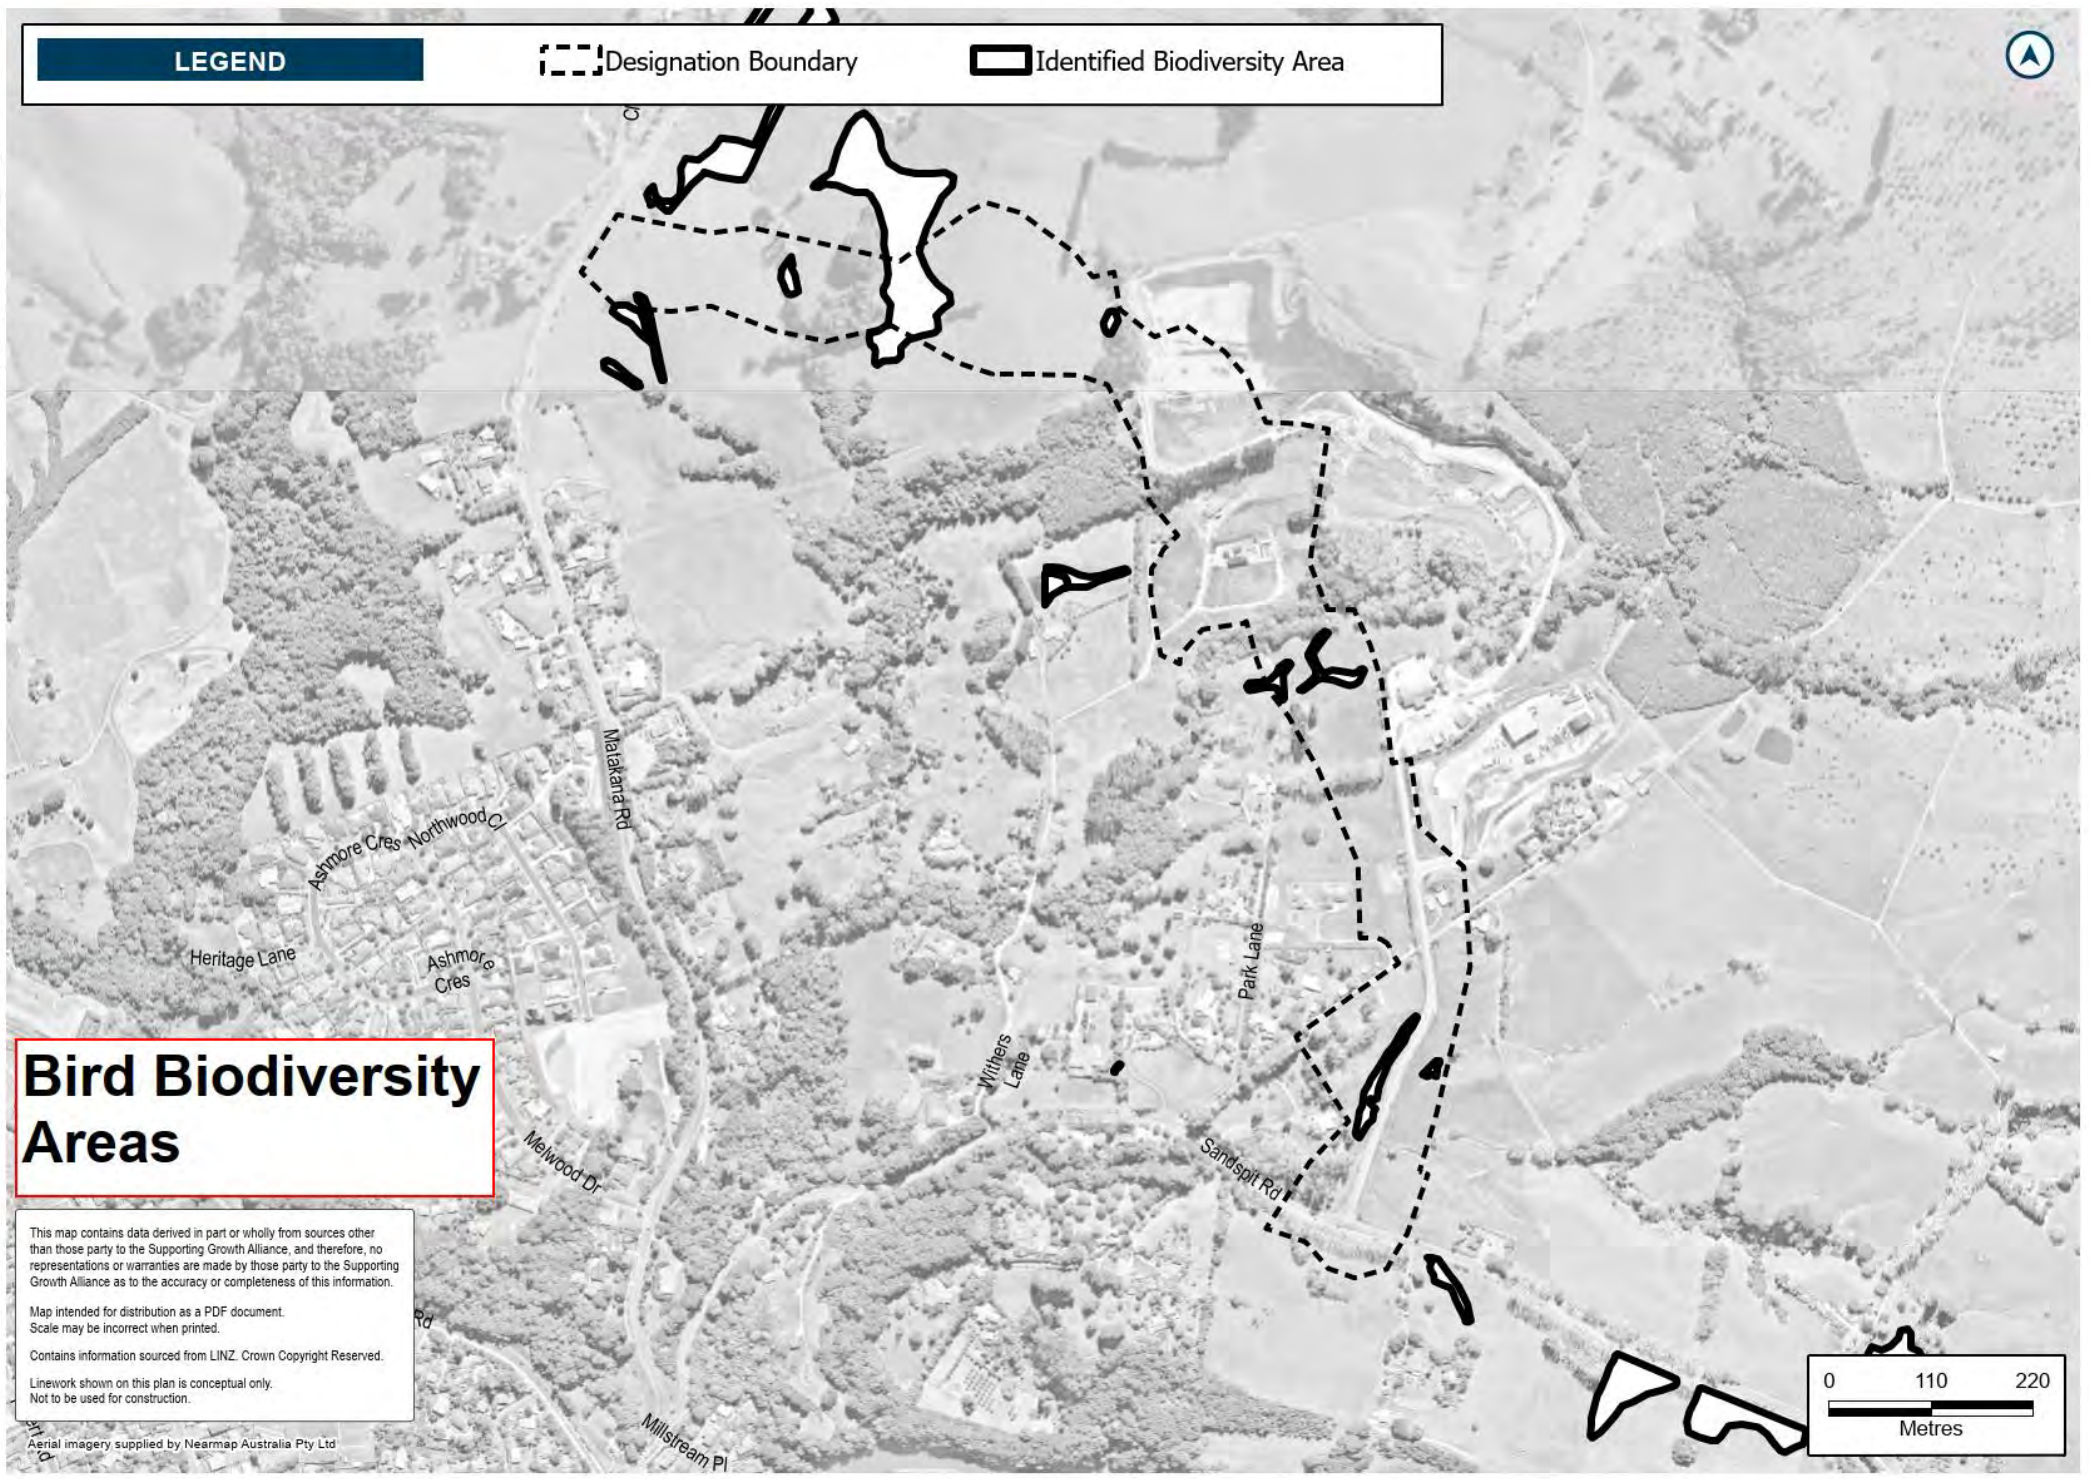 LEGEND
Designation Boundary
Identified Biodiversity Area
Matakana Rd
Ashmore Cres
Northwood Cl
Heritage Lane
Ashmore
Cres
Park Lane
Withers
Lane
Bird Biodiversity
Areas
Melwood Dr
Sandspit Rd
This map contains data derived in part or wholly from sources other
than those party to the Supporting Growth Alliance, and therefore, no
representations or warranties are made by those party to the Supporting
Growth Alliance as to the accuracy or completeness of this information.
Map intended for distribution as a PDF document.
Scale may be incorrect when printed.
Contains information sourced from LINZ. Crown Copyright Reserved.
Linework shown on this plan is conceptual only.
Not to be used for construction.
Rd
Aerial imagery supplied by Nearmap Australia Pty Ltd
Millstream Pl
0 110 220
Metres